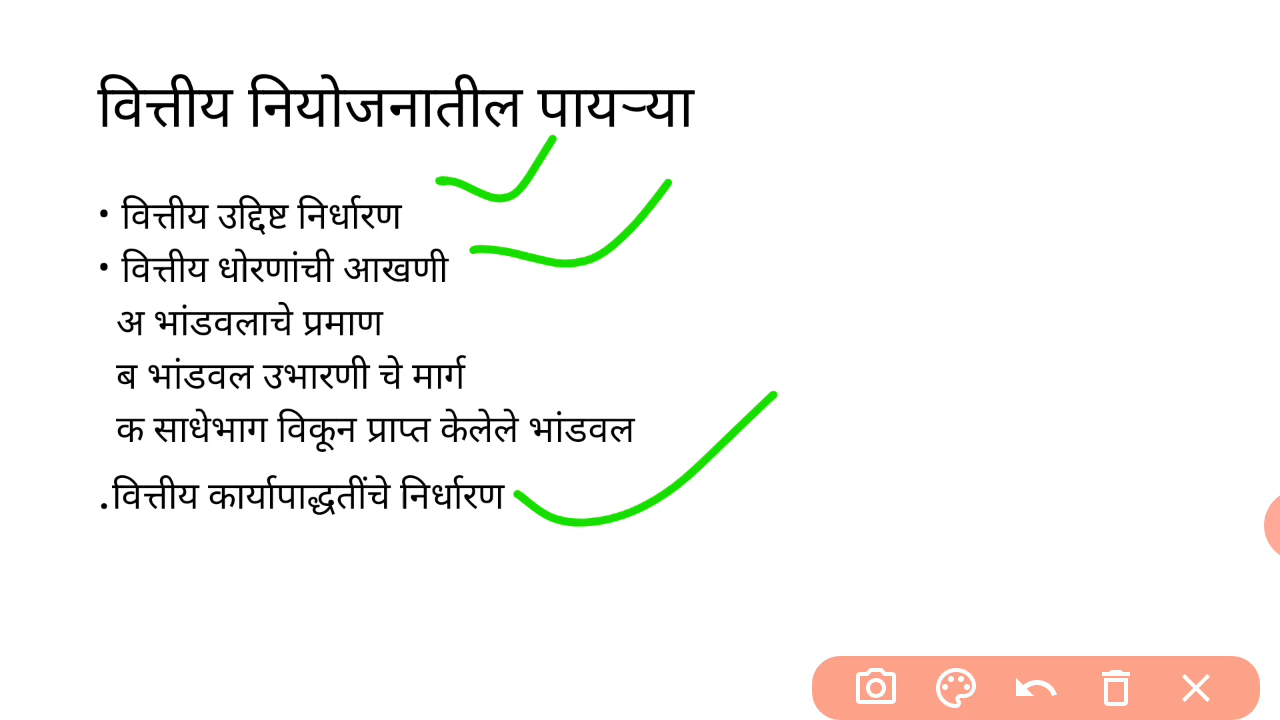 वित्तीय नियोजनातील पायऱ्या
• वित्तीय उद्दिष्ट निर्धारण
• वित्तीय धोरणांची आखणी
अ भांडवलाचे प्रमाण
ब भांडवल उभारणी चे मार्ग
क साधेभाग विकून प्राप्त केलेले भांडवल
.वित्तीय कार्यापाद्धतींचे निर्धारण